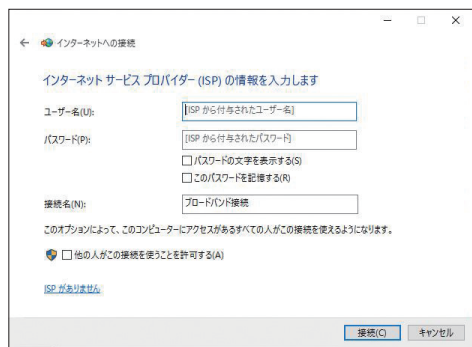 インターネットへの接続
インターネット サービス プロバイダー (ISP) の情報を入力します
ユーザー名(U):
[ISP から付与されたユーザー名]
パスワード(P):
[ISP から付与されたパスワード]
パスワードの文字を表示する(S)
このパスワードを記憶する(R)
接続名(N):
ブロードバンド接続
このオプションによって、このコンピューターにアクセスがあるすべての人がこの接続を使えるようになります。
他の人がこの接続を使うことを許可する(A)
ISP がありません
接続(C)
キャンセル